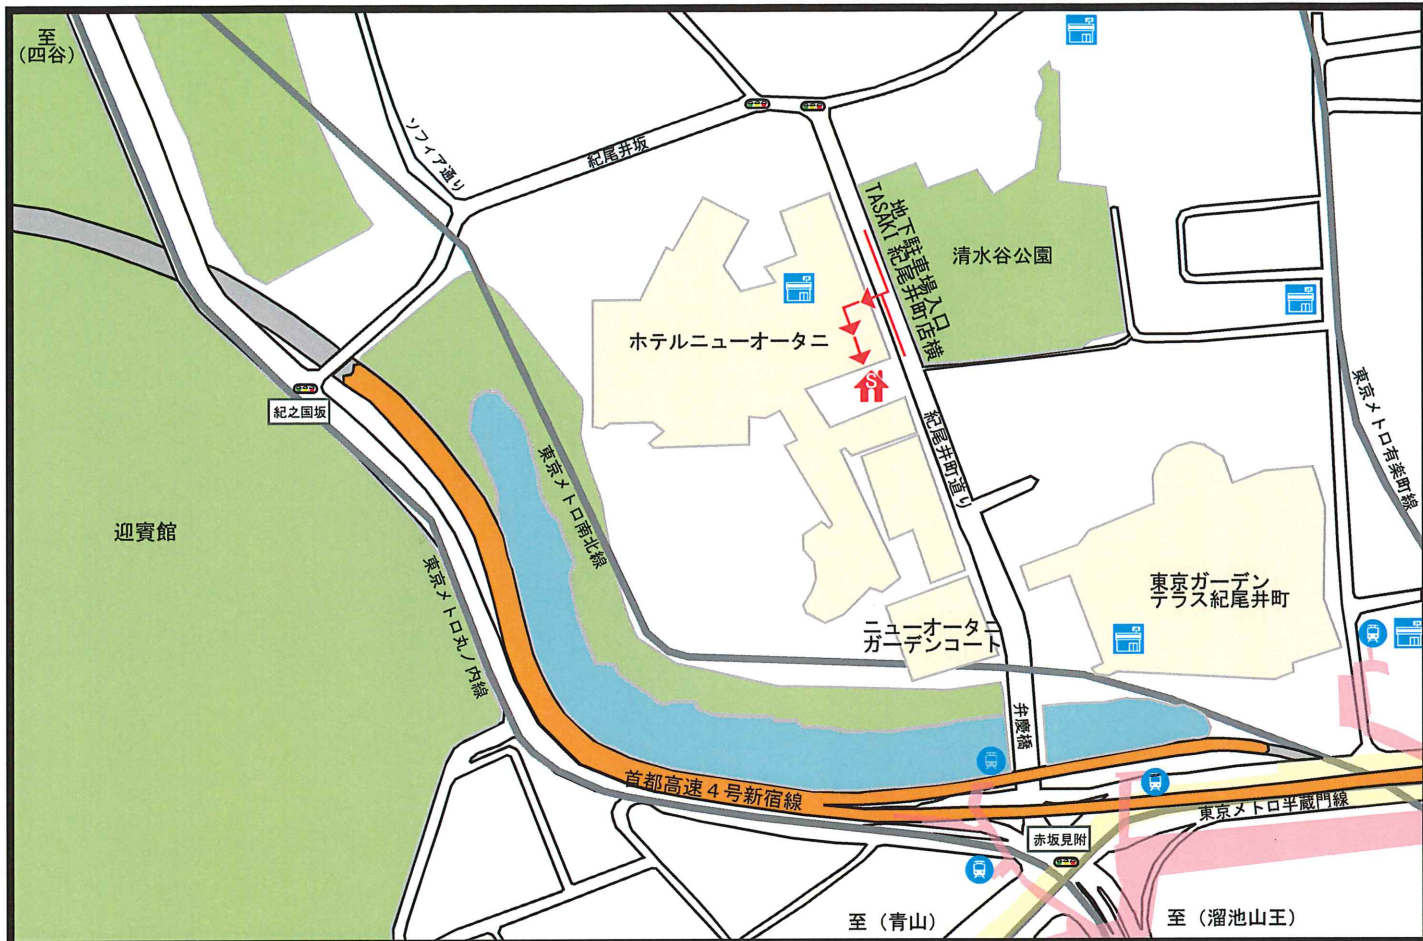 至
(四谷)
ソフィア通り
紀尾井坂
地下駐車場入口
TASAKI 紀尾井町店横
清水谷公園
ホテルニューオータニ
紀之国坂
東京メトロ有楽町線
紀尾井町道り
東京メトロ南北線
迎賓館
東京メトロ丸ノ内線
東京ガーデン
テラス紀尾井町
ニューオータニ
ガーデンコート
弁慶橋
首都高速4号新宿線
東京メトロ半蔵門線
赤坂見附
至(青山)
至(溜池山王)
S